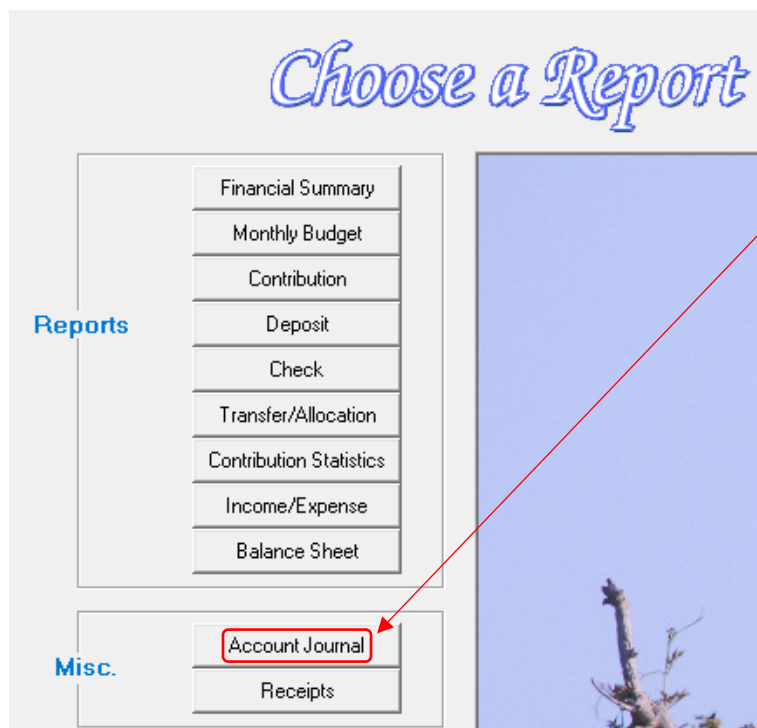 Choose a Report
Reports
Financial Summary
Monthly Budget
Contribution
Deposit
Check
Transfer/Allocation
Contribution Statistics
Income/Expense
Balance Sheet
Misc.
Account Journal
Receipts